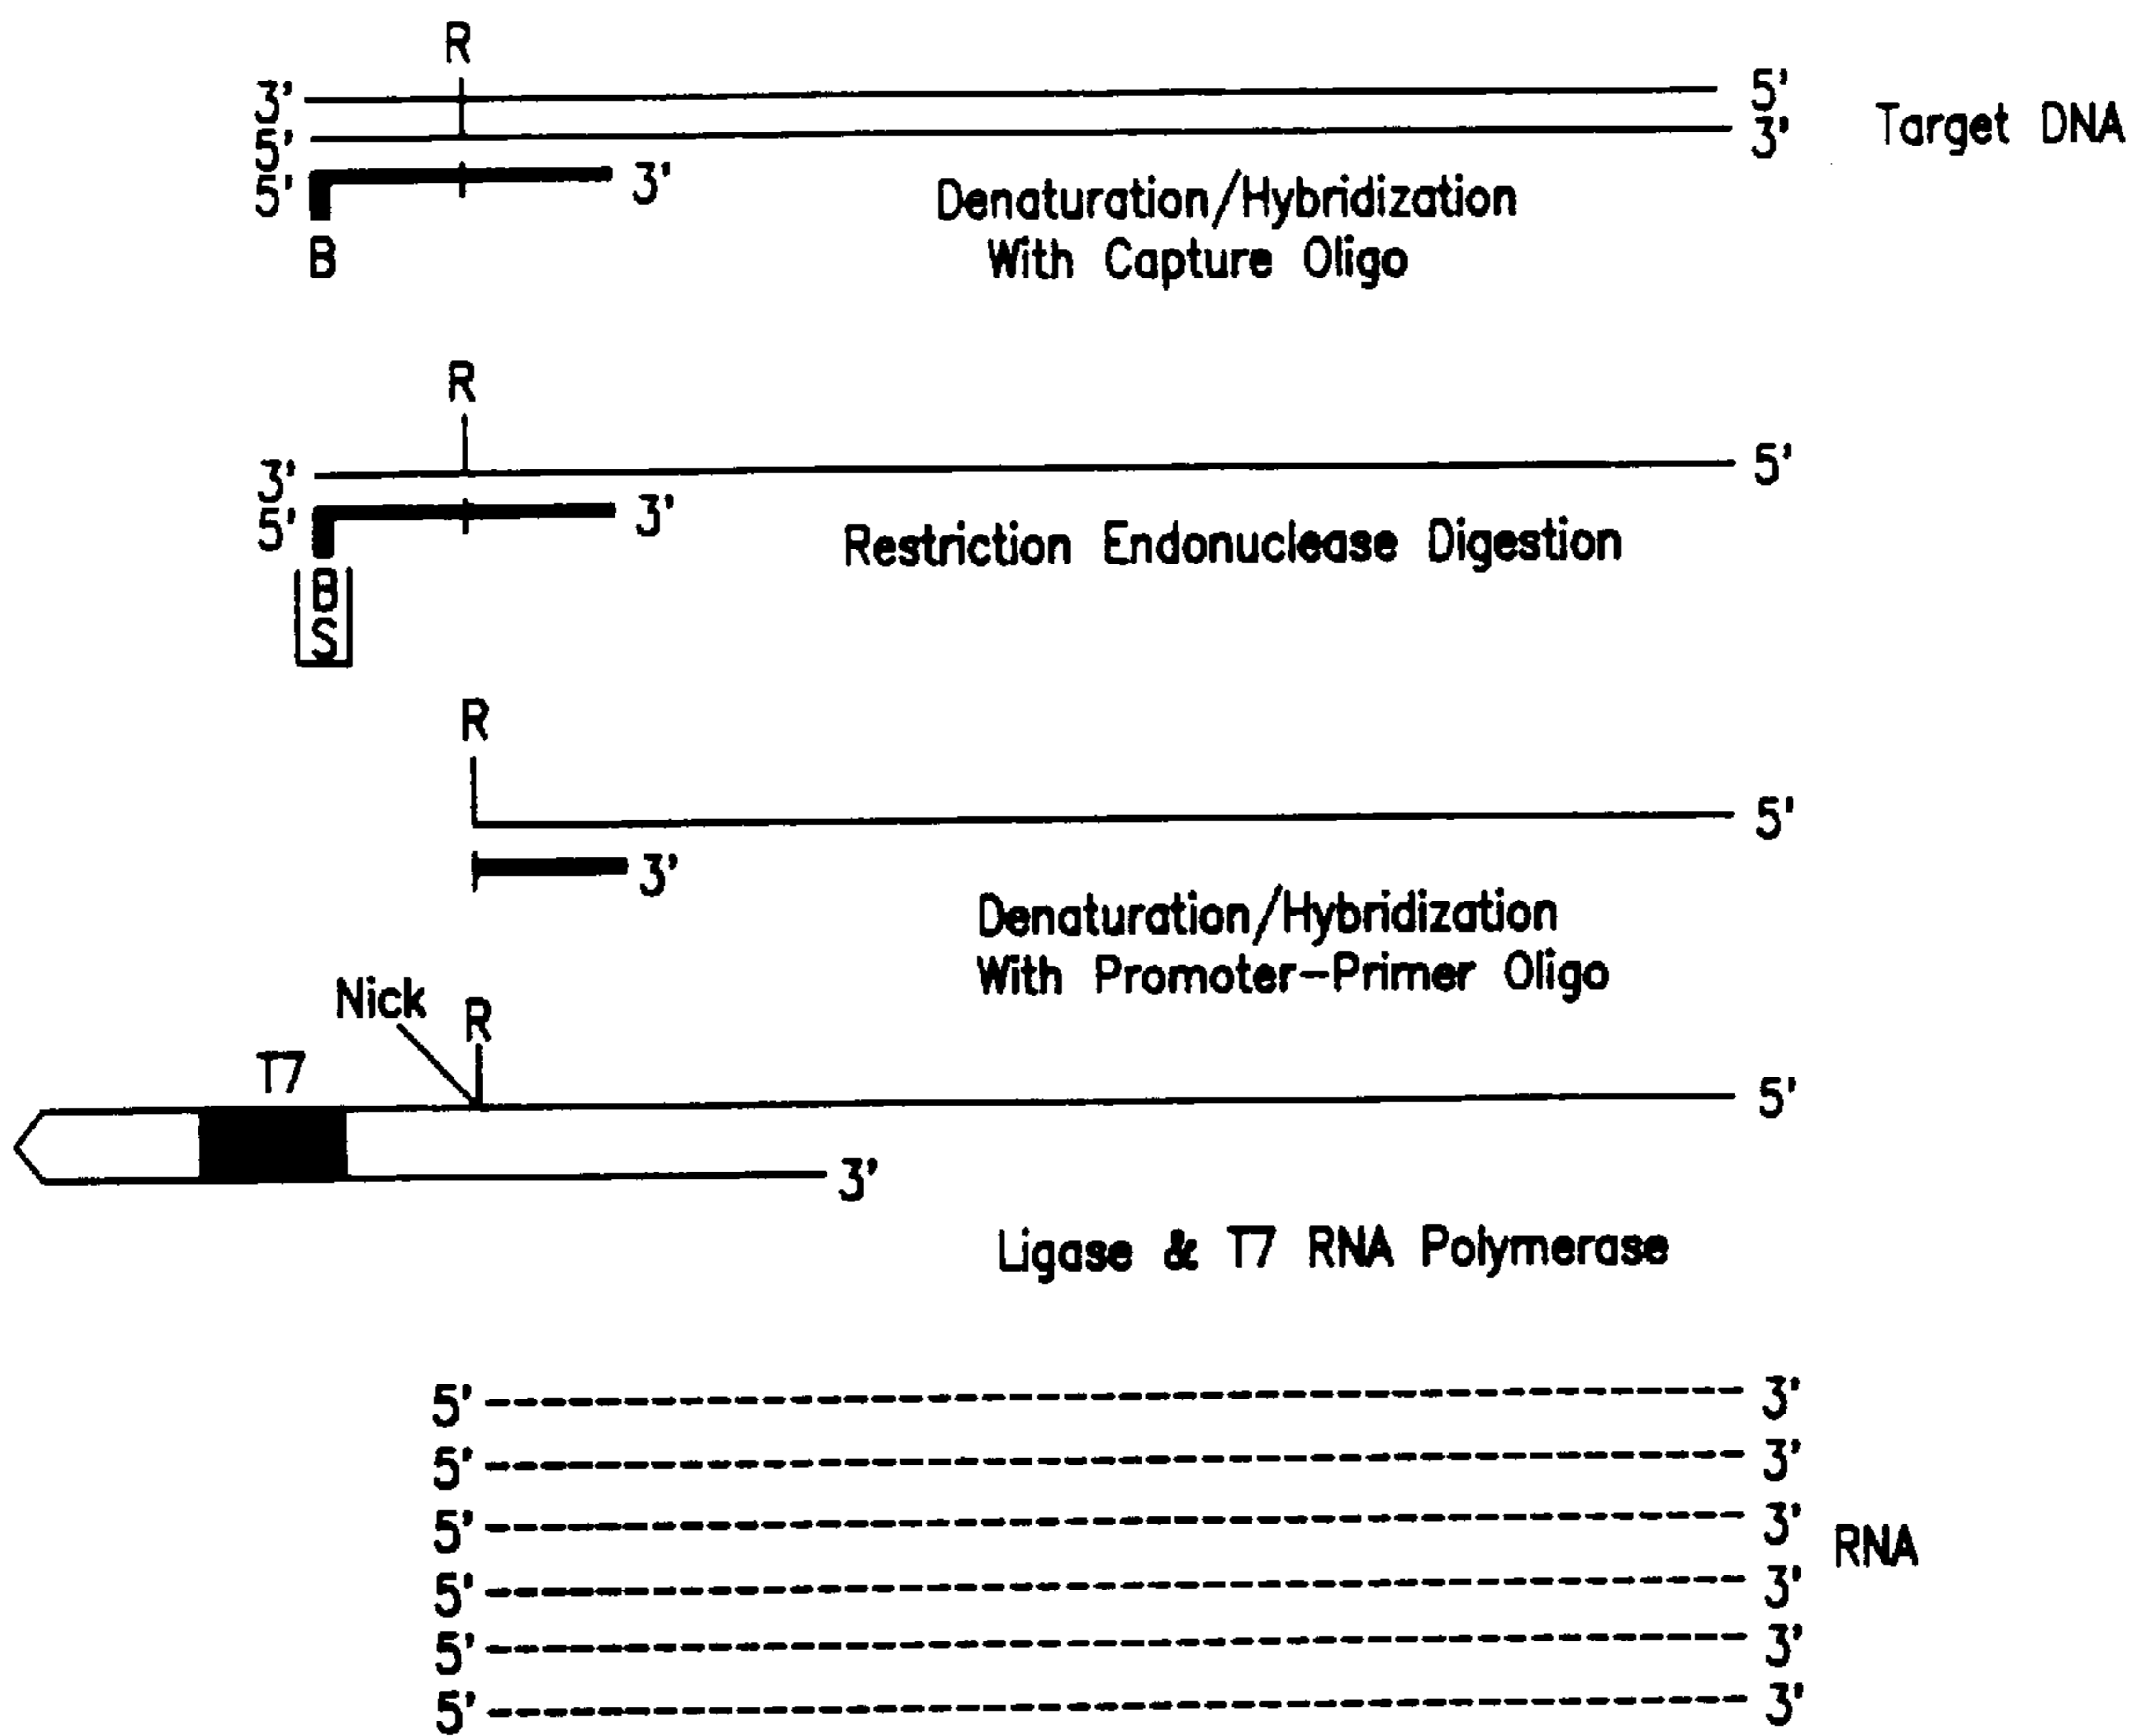 R
3' 5'
5' 3' Target DNA
5' 3'
B
Denaturation/Hybridization
With Capture Oligo
R
3' 5'
5' 3'
B
S
Restriction Endonuclease Digestion
R
5'
3'
Denaturation/Hybridization
With Promoter-Primer Oligo
Nick R
T7
5'
3'
Ligase & T7 RNA Polymerase
5' 3'
5' 3'
5' 3'
RNA
5' 3'
5' 3'
5' 3'